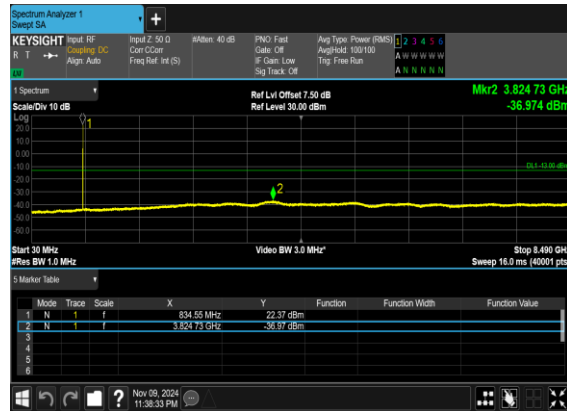 Spectrum Analyzer 1
Swept SA
+
KEYSIGHT Input: RF Input Z: 50 Ω #Atten: 40 dB PNO: Fast Avg Type: Power (RMS) 1 2 3 4 5 6
R T Coupling: DC Corr CCorr Gate: Off Avg|Hold: 100/100 A W W W W W
Align: Auto Freq Ref: Int (S) IF Gain: Low Trig: Free Run
Sig Track: Off A N N N N N
1 Spectrum Ref Lvl Offset 7.50 dB Mkr2 3.824 73 GHz
Scale/Div 10 dB Ref Level 30.00 dBm -36.974 dBm
Log
1
20.0
10.0
0.00
-10.0
DL1 -13.00 dBm
-20.0
-30.0
2
-40.0
-50.0
-60.0
Start 30 MHz Video BW 3.0 MHz* Stop 8.490 GHz
#Res BW 1.0 MHz Sweep 16.0 ms (40001 pts)
5 Marker Table
Mode Trace Scale X Y Function Function Width Function Value
1 N 1 f 834.55 MHz 22.37 dBm
2 N 1 f 3.824 73 GHz -36.97 dBm
3
4
5
6
? Nov 09, 2024
11:38:33 PM